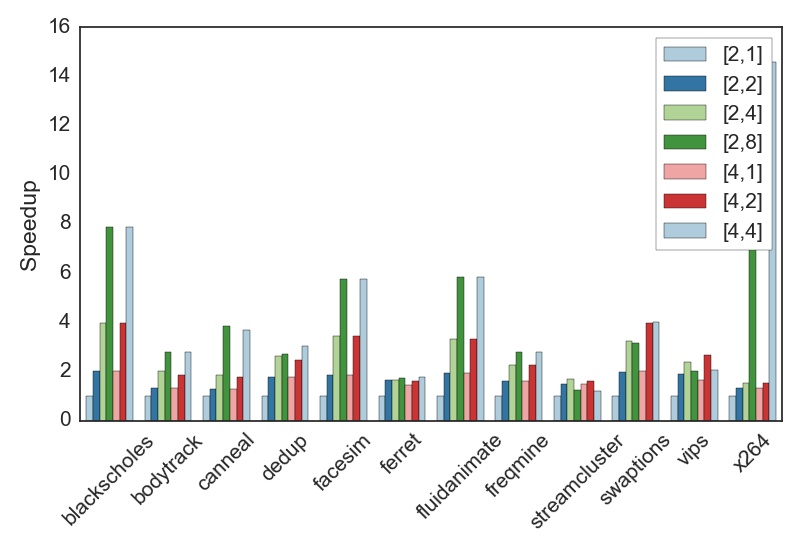 16
14
12
10
8
6
4
2
0
Speedup
[2,1]
[2,2]
[2,4]
[2,8]
[4,1]
[4,2]
[4,4]
blackscholes
bodytrack
canneal
dedup
facesim
ferret
fluidanimate
freqmine
streamcluster
swaptions
vips
x264